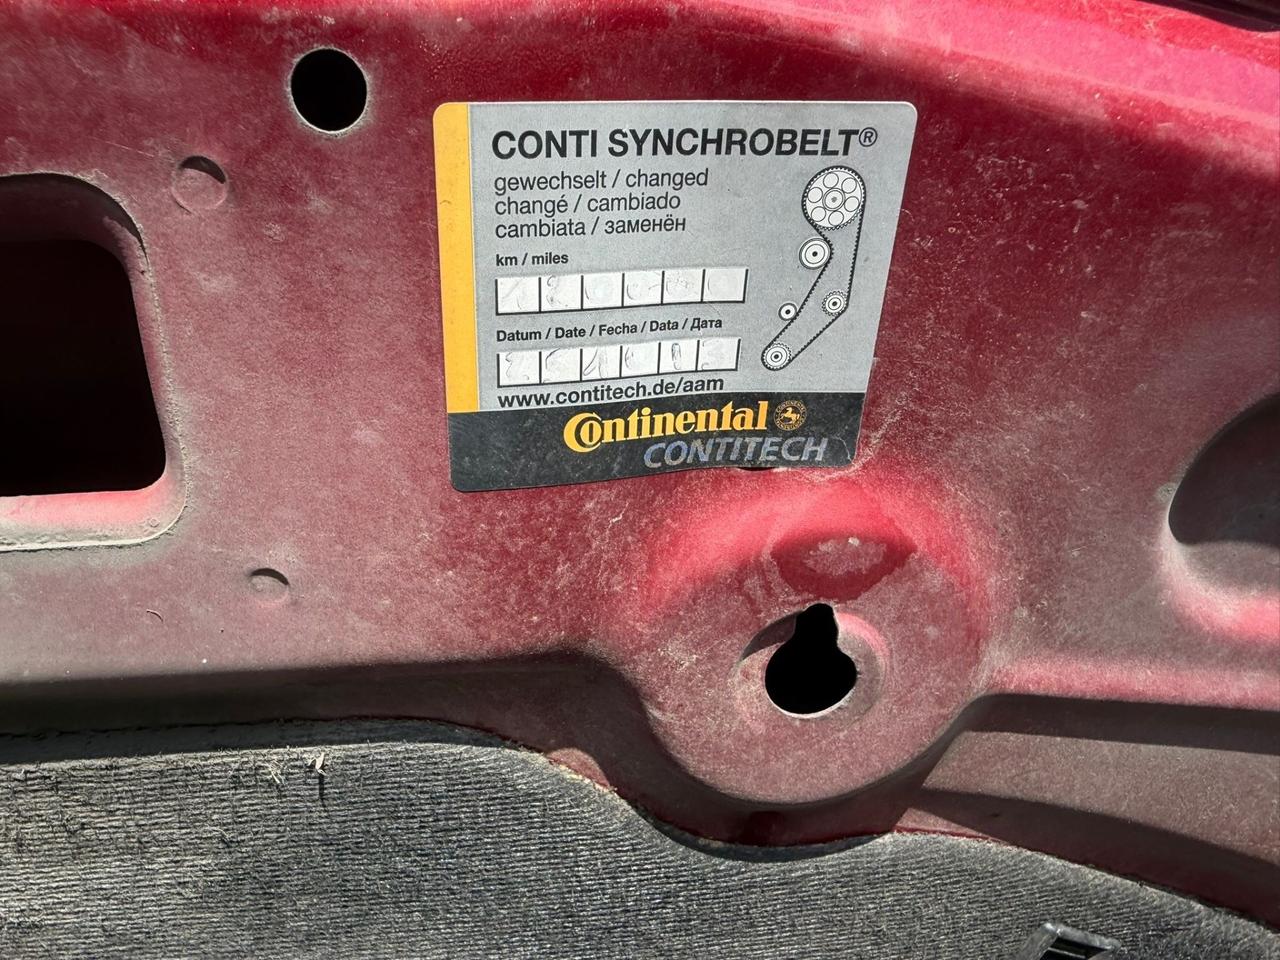 CONTI SYNCHROBELT®
gewechselt / changed
changé / cambiado
cambiata / заменён
km / miles
Datum / Date / Fecha / Data / Дата
www.contitech.de/aam
Continental
CONTITECH